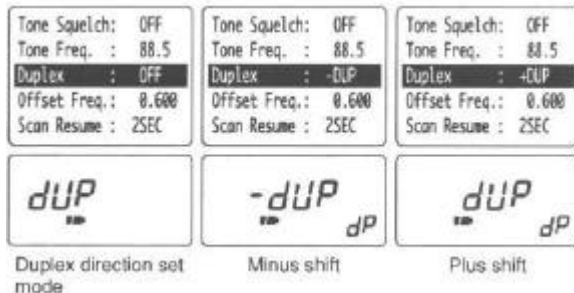 Tone Squelch: OFF
Tone Freq. : 88.5
Duplex : OFF
Offset Freq.: 0.600
Scan Resume : 2SEC
Tone Squelch: OFF
Tone Freq. : 88.5
Duplex : -DUP
Offset Freq.: 0.600
Scan Resume : 2SEC
Tone Squelch: OFF
Tone Freq. : 88.5
Duplex : +DUP
Offset Freq.: 0.600
Scan Resume : 2SEC
dUP
-dUP
dP
dUP
dP
Duplex direction set
mode
Minus shift
Plus shift